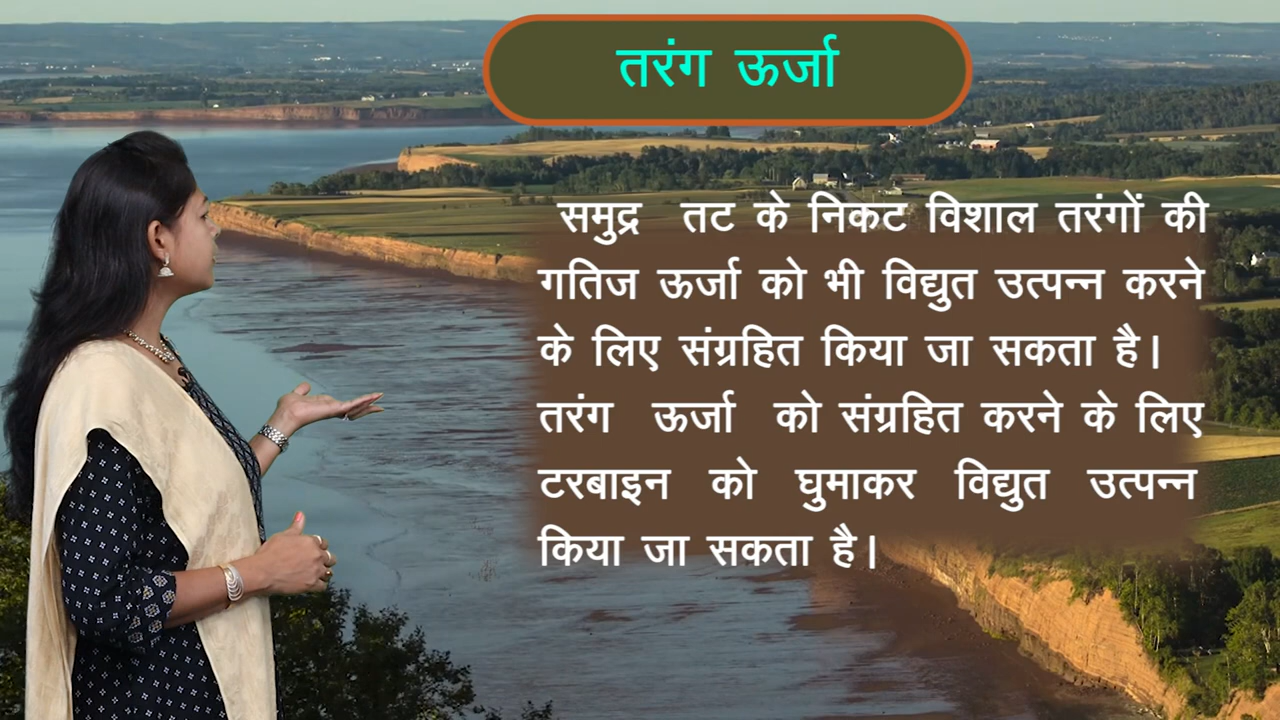 तरंग ऊर्जा
समुद्र तट के निकट विशाल तरंगों की
गतिज ऊर्जा को भी विद्युत उत्पन्न करने
के लिए संग्रहित किया जा सकता है।
तरंग ऊर्जा को संग्रहित करने के लिए
टरबाइन को घुमाकर विद्युत उत्पन्न
किया जा सकता है।